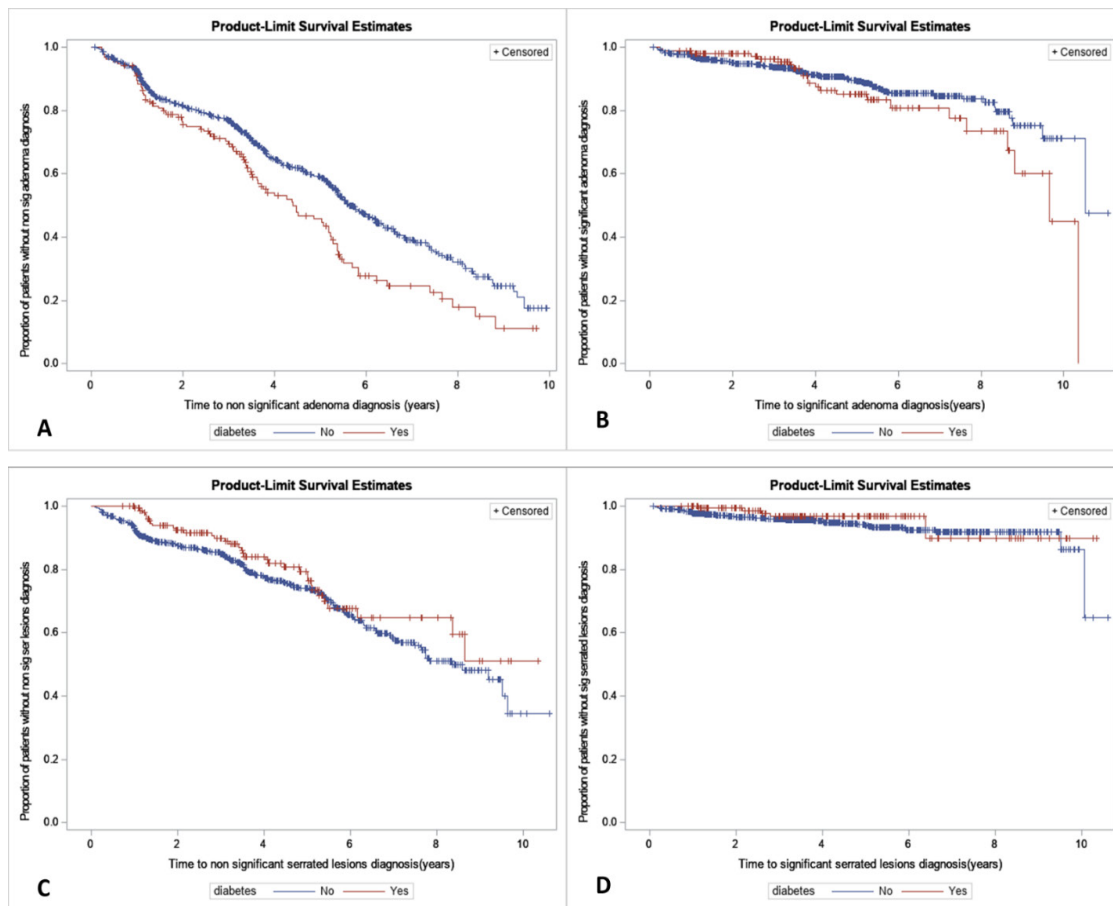 Product-Limit Survival Estimates
+ Censored
Proportion of patients without non sig adenoma diagnosis
1.0
0.8
0.6
0.4
0.2
0.0
0 2 4 6 8 10
Time to non significant adenoma diagnosis (years)
A
diabetes No Yes
Product-Limit Survival Estimates
+ Censored
Proportion of patients without significant adenoma diagnosis
1.0
0.8
0.6
0.4
0.2
0.0
0 2 4 6 8 10
Time to significant adenoma diagnosis(years)
B
diabetes No Yes
Product-Limit Survival Estimates
+ Censored
Proportion of patients without non sig ser lesions diagnosis
1.0
0.8
0.6
0.4
0.2
0.0
0 2 4 6 8 10
Time to non significant serrated lesions diagnosis(years)
C
diabetes No Yes
Product-Limit Survival Estimates
+ Censored
Proportion of patients without sig serrated lesions diagnosis
1.0
0.8
0.6
0.4
0.2
0.0
0 2 4 6 8 10
Time to significant serrated lesions diagnosis(years)
D
diabetes No Yes